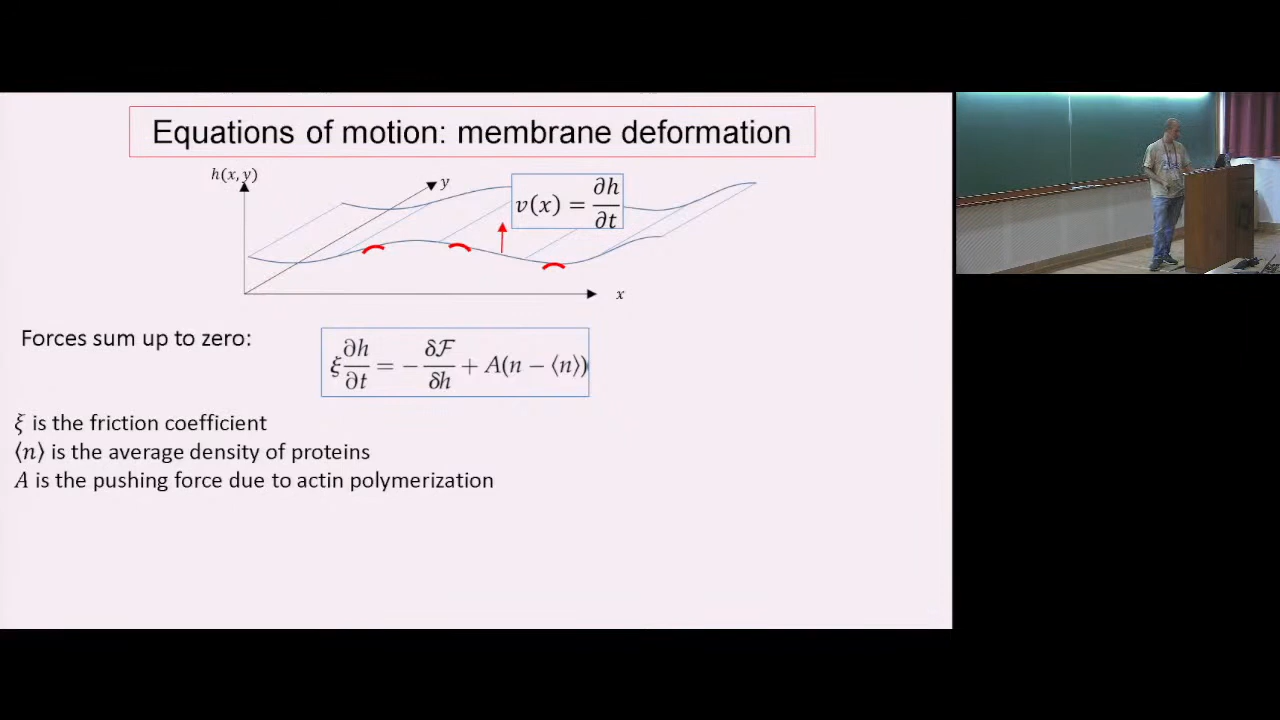 Equations of motion: membrane deformation
h(x, y)
y
v(x) = ∂h/∂t
x
Forces sum up to zero:
ξ ∂h/∂t = − δℱ/δh + A(n − ⟨n⟩)
ξ is the friction coefficient
⟨n⟩ is the average density of proteins
A is the pushing force due to actin polymerization